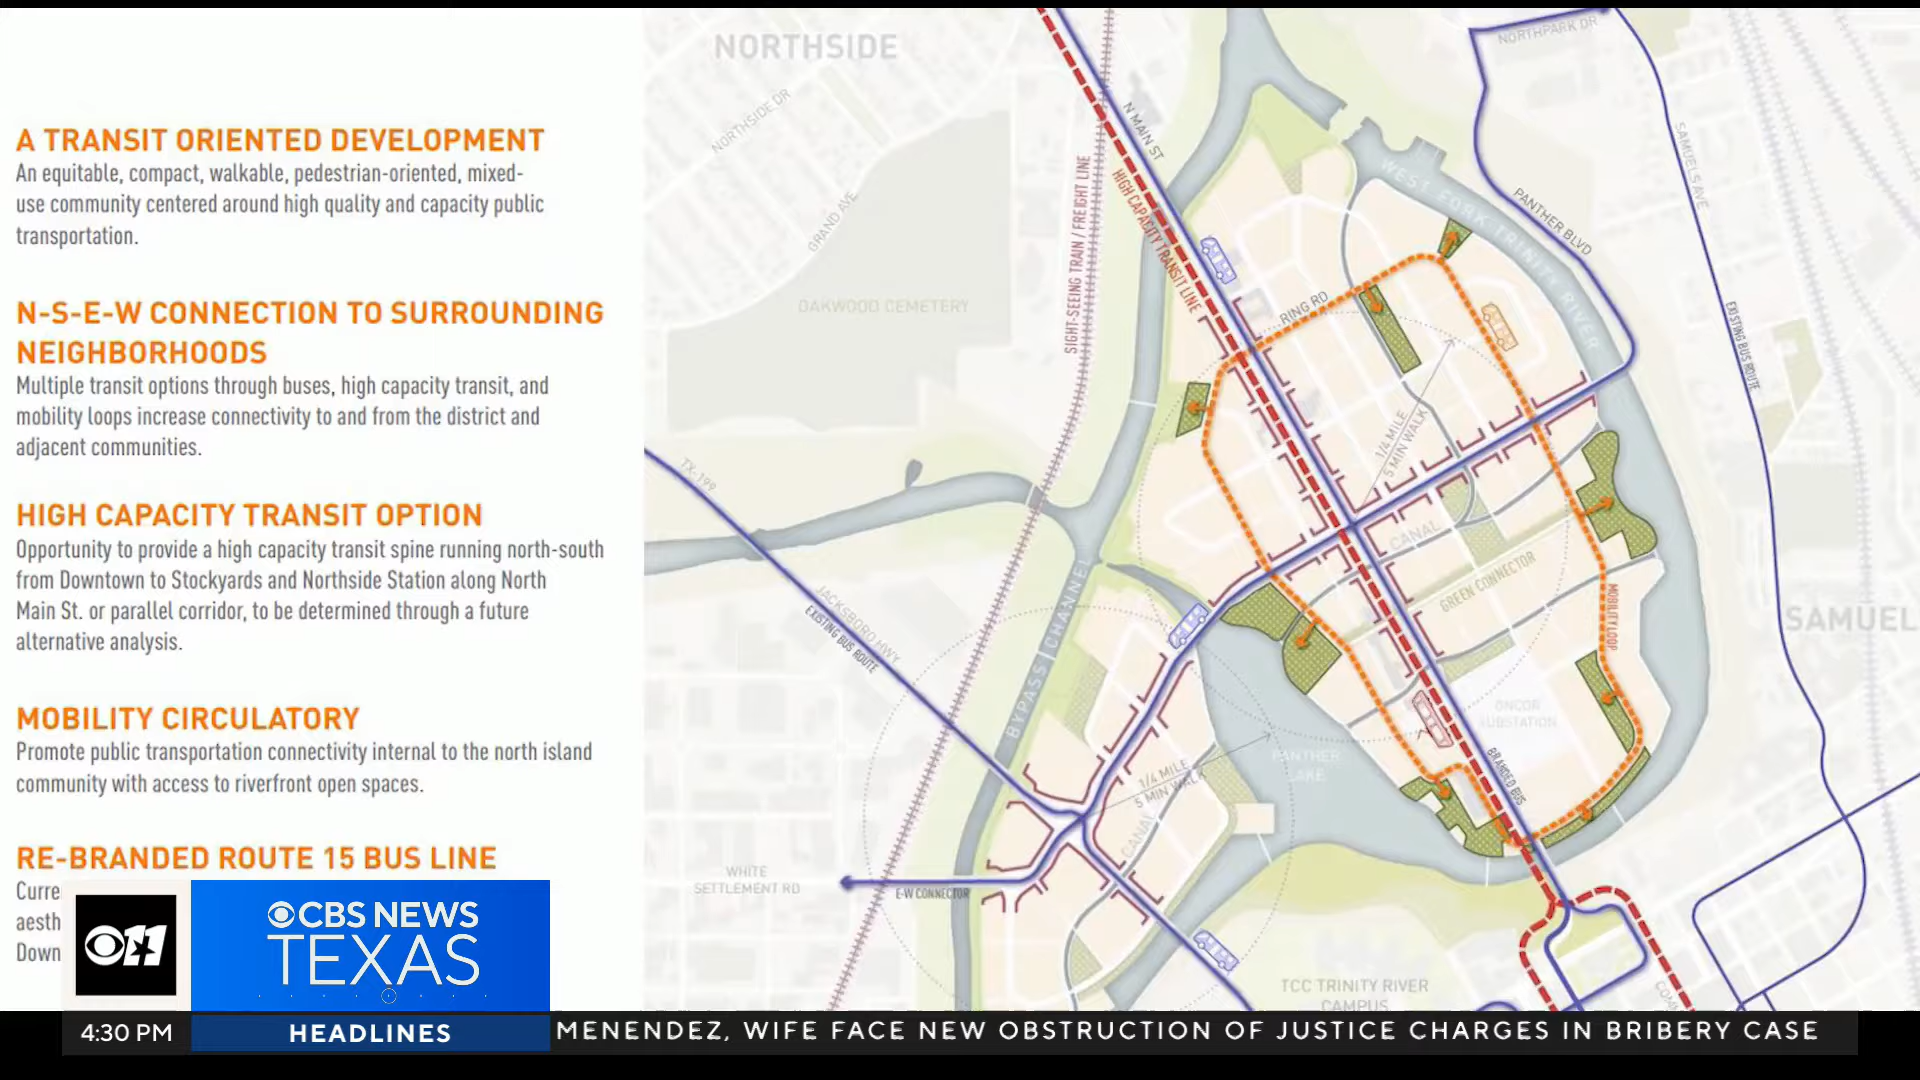 A TRANSIT ORIENTED DEVELOPMENT
An equitable, compact, walkable, pedestrian-oriented, mixed-
use community centered around high quality and capacity public
transportation.
N-S-E-W CONNECTION TO SURROUNDING
NEIGHBORHOODS
Multiple transit options through buses, high capacity transit, and
mobility loops increase connectivity to and from the district and
adjacent communities.
HIGH CAPACITY TRANSIT OPTION
Opportunity to provide a high capacity transit spine running north-south
from Downtown to Stockyards and Northside Station along North
Main St. or parallel corridor, to be determined through a future
alternative analysis.
MOBILITY CIRCULATORY
Promote public transportation connectivity internal to the north island
community with access to riverfront open spaces.
RE-BRANDED ROUTE 15 BUS LINE
Curre
aesth
Down
NORTHSIDE
NORTHSIDE DR
GRAND AVE
OAKWOOD CEMETERY
SIGHT-SEEING TRAIN / FREIGHT LINE
N MAIN ST
HIGH CAPACITY TRANSIT LINE
NORTHPARK DR
SAMUELS AVE
PANTHER BLVD
WEST FORK TRINITY RIVER
EXISTING BUS ROUTE
RING RD
1/4 MILE
5 MIN WALK
TX-199
JACKSBORO HWY
EXISTING BUS ROUTE
BYPASS CHANNEL
CANAL
GREEN CONNECTOR
MOBILITY LOOP
SAMUEL
ONCOR
SUBSTATION
PANTHER
LAKE
BRANDED BUS
1/4 MILE
5 MIN WALK
CANAL
WHITE
SETTLEMENT RD
E-W CONNECTOR
TCC TRINITY RIVER
CAMPUS
11
CBS NEWS
TEXAS
4:30 PM
HEADLINES
MENENDEZ, WIFE FACE NEW OBSTRUCTION OF JUSTICE CHARGES IN BRIBERY CASE